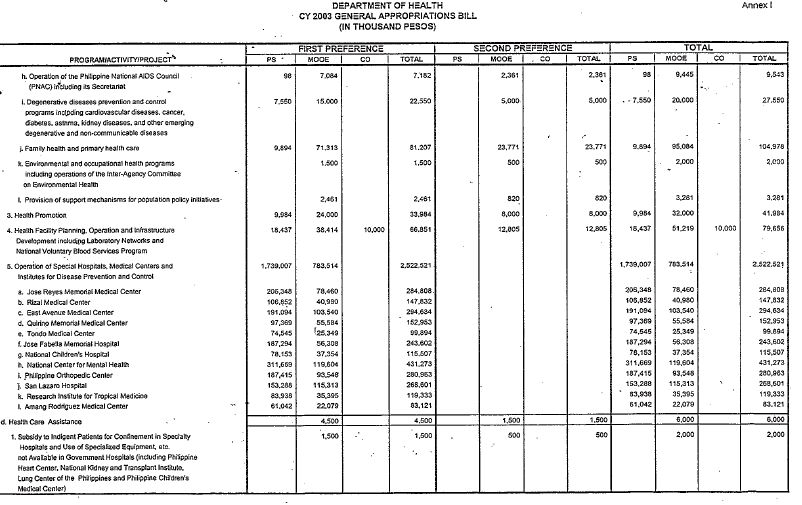 DEPARTMENT OF HEALTH
Annex I
CY 2003 GENERAL APPROPRIATIONS BILL
(IN THOUSAND PESOS)
FIRST PREFERENCE SECOND PREFERENCE TOTAL
PROGRAM/ACTIVITY/PROJECT PS MOOE CO TOTAL PS MOOE CO TOTAL PS MOOE CO TOTAL
h. Operation of the Philippine National AIDS Council 98 7,084 7,182 2,361 2,361 98 9,445 9,543
(PNAC) including its Secretariat
i. Degenerative diseases prevention and control 7,550 15,000 22,550 5,000 5,000 7,550 20,000 27,550
programs including cardiovascular diseases, cancer,
diabetes, asthma, kidney diseases, and other emerging
degenerative and non-communicable diseases
j. Family health and primary health care 9,894 71,313 81,207 23,771 23,771 9,894 95,084 104,978
k. Environmental and occupational health programs 1,500 1,500 500 500 2,000 2,000
including operations of the Inter-Agency Committee
on Environmental Health
l. Provision of support mechanisms for population policy initiatives 2,461 2,461 820 820 3,281 3,281
3. Health Promotion 9,984 24,000 33,984 8,000 8,000 9,984 32,000 41,984
4. Health Facility Planning, Operation and Infrastructure 18,437 38,414 10,000 66,851 12,805 12,805 18,437 51,219 10,000 79,656
Development including Laboratory Networks and
National Voluntary Blood Services Program
5. Operation of Special Hospitals, Medical Centers and 1,739,007 783,514 2,522,521 1,739,007 783,514 2,522,521
Institutes for Disease Prevention and Control
a. Jose Reyes Memorial Medical Center 206,348 78,460 284,808 206,348 78,460 284,808
b. Rizal Medical Center 106,852 40,980 147,832 106,852 40,980 147,832
c. East Avenue Medical Center 191,094 103,540 294,634 191,094 103,540 294,634
d. Quirino Memorial Medical Center 97,369 55,584 152,953 97,369 55,584 152,953
e. Tondo Medical Center 74,545 25,349 99,894 74,545 25,349 99,894
f. Jose Fabella Memorial Hospital 187,294 56,308 243,602 187,294 56,308 243,602
g. National Children's Hospital 78,153 37,354 115,507 78,153 37,354 115,507
h. National Center for Mental Health 311,669 119,604 431,273 311,669 119,604 431,273
i. Philippine Orthopedic Center 187,415 93,548 280,963 187,415 93,548 280,963
j. San Lazaro Hospital 153,288 115,313 268,601 153,288 115,313 268,601
k. Research Institute for Tropical Medicine 83,938 35,395 119,333 83,938 35,395 119,333
l. Amang Rodriguez Medical Center 61,042 22,079 83,121 61,042 22,079 83,121
d. Health Care Assistance 4,500 4,500 1,500 1,500 6,000 6,000
1. Subsidy to Indigent Patients for Confinement in Specialty 1,500 1,500 500 500 2,000 2,000
Hospitals and Use of Specialized Equipment, etc.
not Available in Government Hospitals (including Philippine
Heart Center, National Kidney and Transplant Institute,
Lung Center of the Philippines and Philippine Children's
Medical Center)